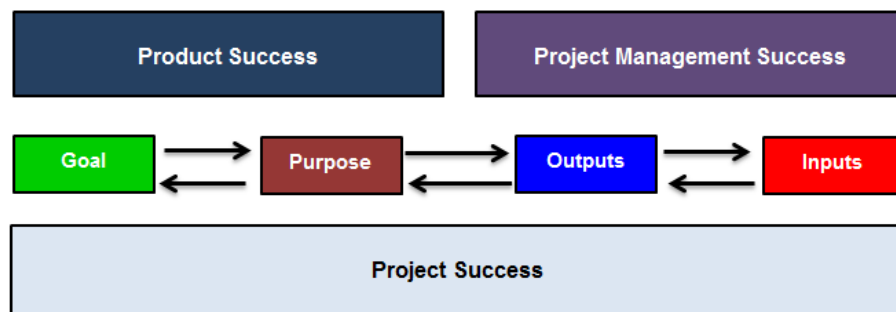 Product Success
Project Management Success
Goal
Purpose
Outputs
Inputs
Project Success